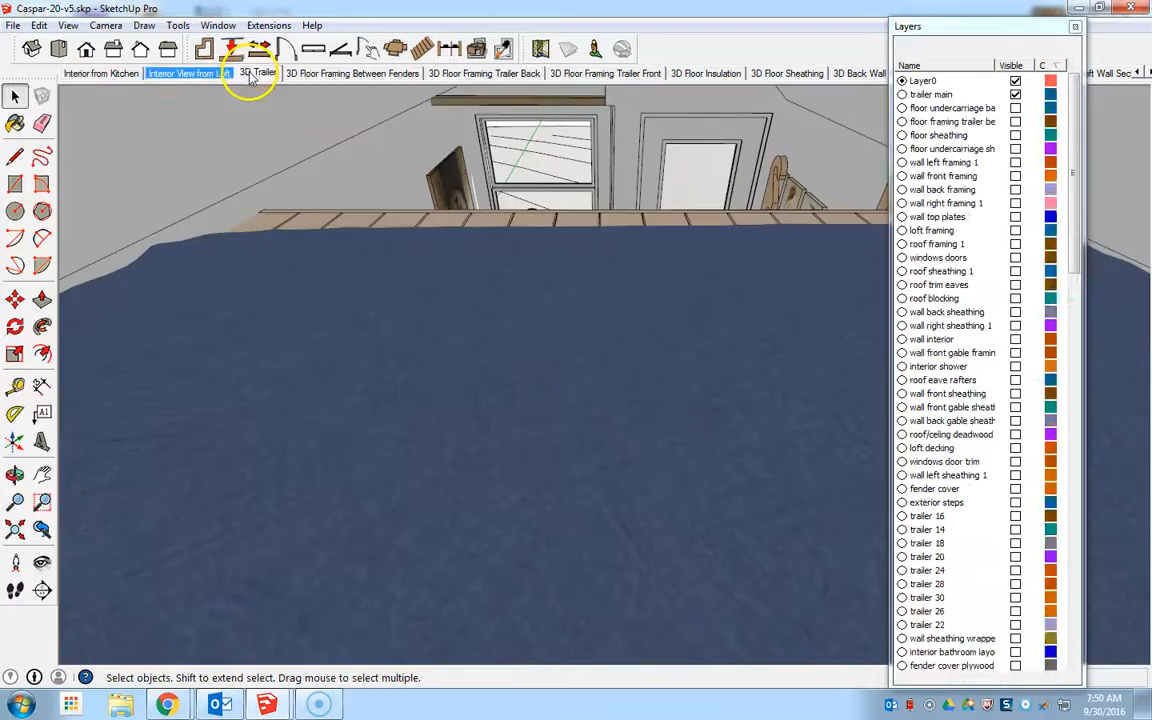 Caspar-20-v5.skp - SketchUp Pro
File Edit View Camera Draw Tools Window Extensions Help
Interior from Kitchen Interior View from Left 3D Trailer 3D Floor Framing Between Fenders 3D Floor Framing Trailer Back 3D Floor Framing Trailer Front 3D Floor Insulation 3D Floor Sheathing 3D Back Wall eft Wall Sec
Layers
Name Visible C
Layer0
trailer main
floor undercarriage ba
floor framing trailer be
floor sheathing
floor undercarriage sh
wall left framing 1
wall front framing
wall back framing
wall right framing 1
wall top plates
loft framing
roof framing 1
windows doors
roof sheathing 1
roof trim eaves
roof blocking
wall back sheathing
wall right sheathing 1
wall interior
wall front gable framin
interior shower
roof eave rafters
wall front sheathing
wall front gable sheath
wall back gable sheath
roof/celing deadwood
loft decking
windows door trim
wall left sheathing 1
fender cover
exterior steps
trailer 16
trailer 14
trailer 18
trailer 20
trailer 24
trailer 28
trailer 30
trailer 26
trailer 22
wall sheathing wrappe
interior bathroom layo
fender cover plywood
Select objects. Shift to extend select. Drag mouse to select multiple.
7:50 AM
9/30/2016